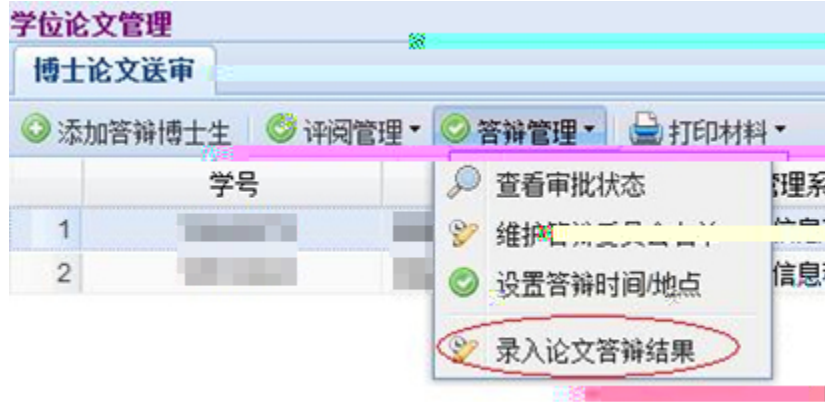 学位论文管理
博士论文送审
添加答辩博士生 评阅管理 答辩管理 打印材料
学号 查看审批状态 管理系
1 维护
2 设置答辩时间/地点 信息
录入论文答辩结果